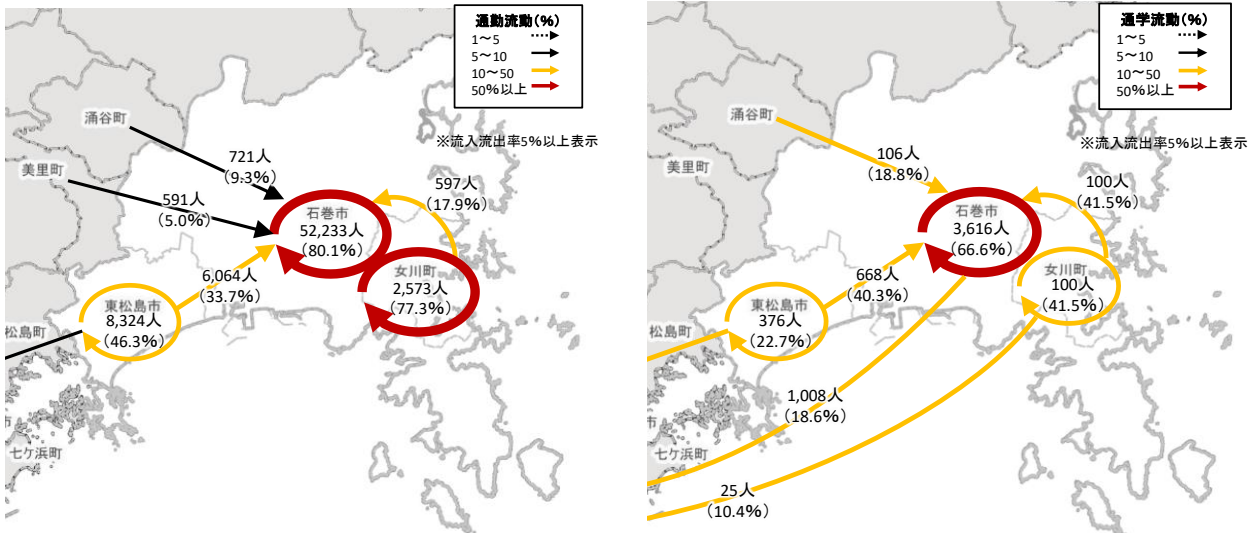 通勤流動(%)
1～5
5～10
10～50
50%以上
※流入流出率5%以上表示
涌谷町
美里町
721人
(9.3%)
591人
(5.0%)
597人
(17.9%)
石巻市
52,233人
(80.1%)
6,064人
(33.7%)
女川町
2,573人
(77.3%)
東松島市
8,324人
(46.3%)
松島町
七ケ浜町
通学流動(%)
1～5
5～10
10～50
50%以上
※流入流出率5%以上表示
涌谷町
美里町
106人
(18.8%)
100人
(41.5%)
石巻市
3,616人
(66.6%)
668人
(40.3%)
女川町
100人
(41.5%)
東松島市
376人
(22.7%)
松島町
1,008人
(18.6%)
市
七ケ浜町
25人
(10.4%)